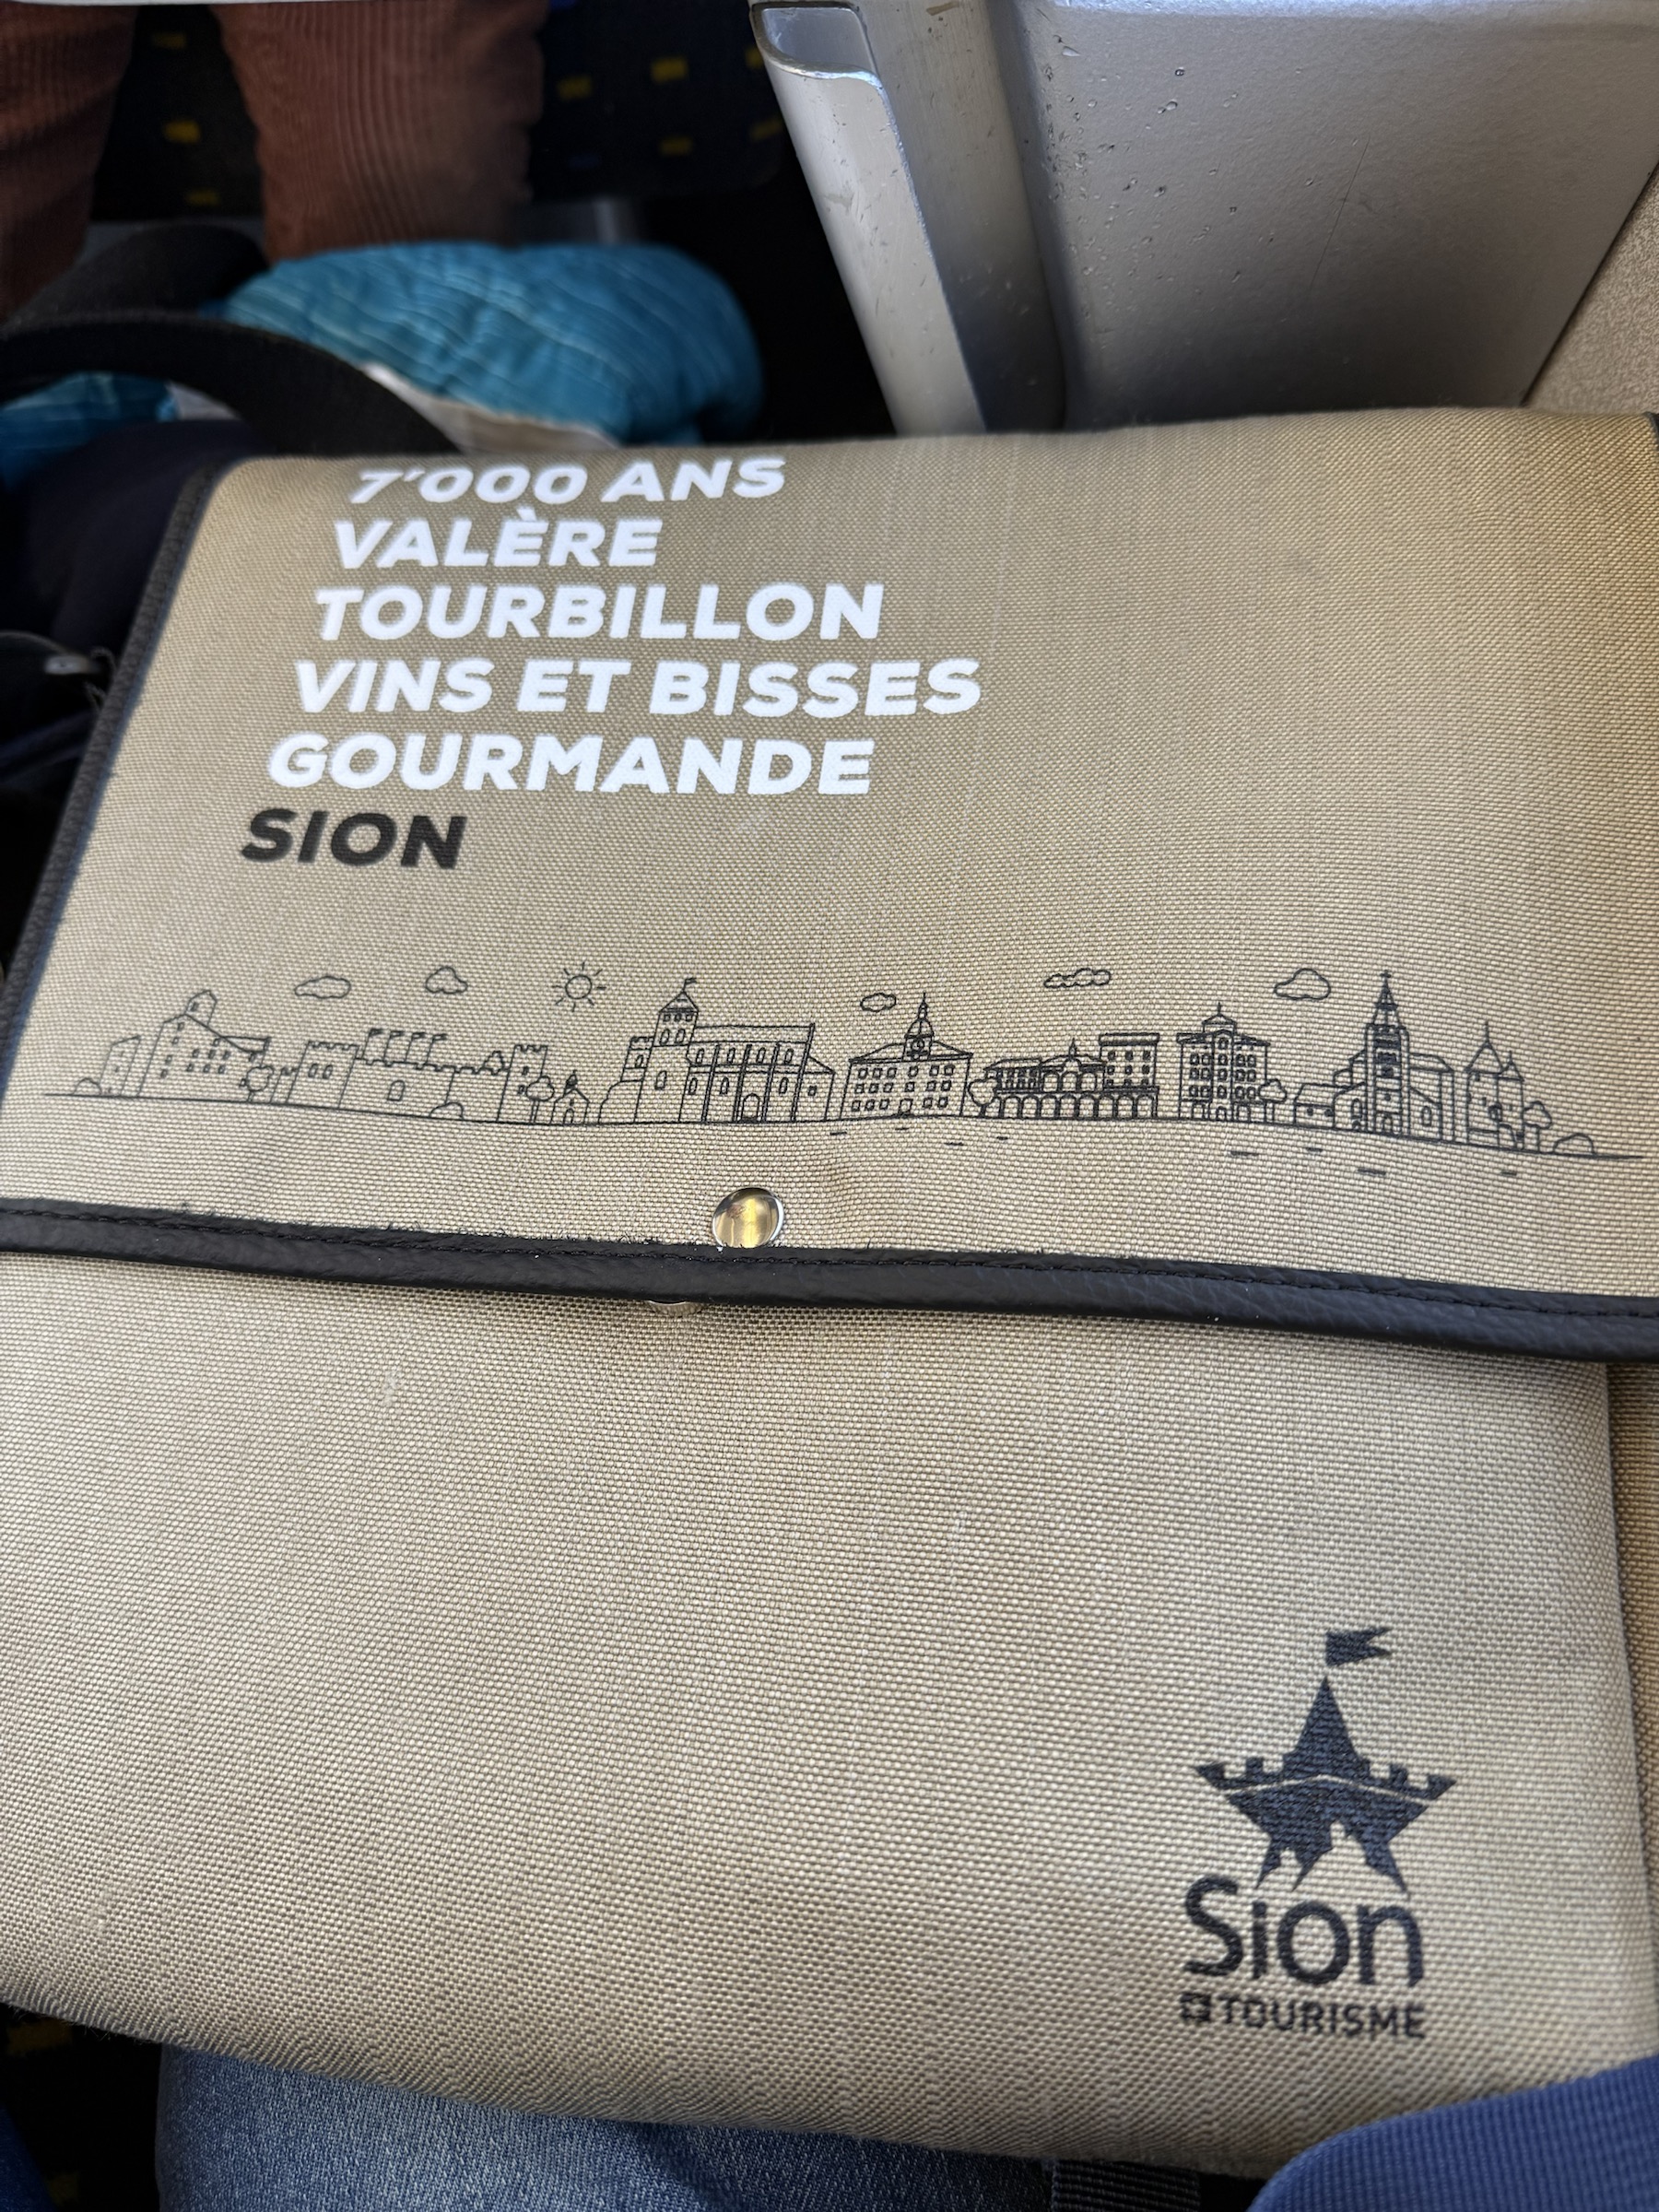 7'000 ANS
VALÈRE
TOURBILLON
VINS ET BISSES
GOURMANDE
SION
Sion
TOURISME